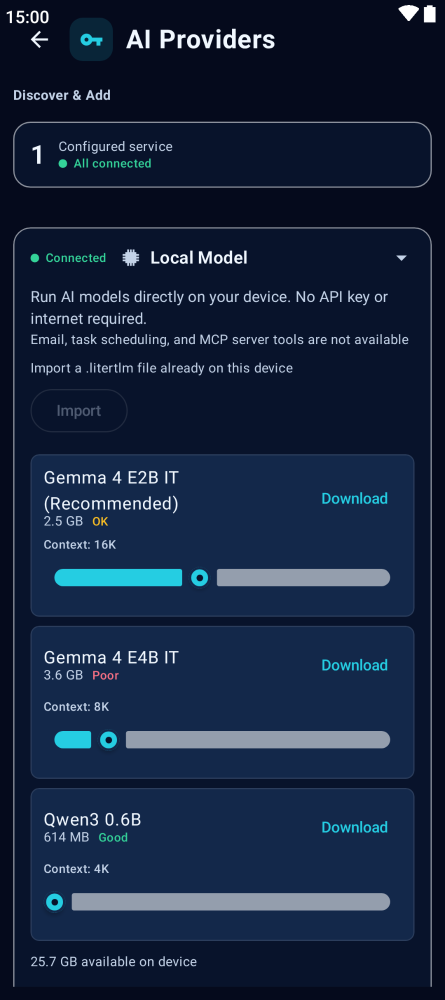 15:00
AI Providers
Discover & Add
1
Configured service
All connected
Connected
Local Model
Run AI models directly on your device. No API key or
internet required.
Email, task scheduling, and MCP server tools are not available
Import a .litertlm file already on this device
Import
Gemma 4 E2B IT
(Recommended)
2.5 GB OK
Download
Context: 16K
Gemma 4 E4B IT
3.6 GB Poor
Download
Context: 8K
Qwen3 0.6B
614 MB Good
Download
Context: 4K
25.7 GB available on device